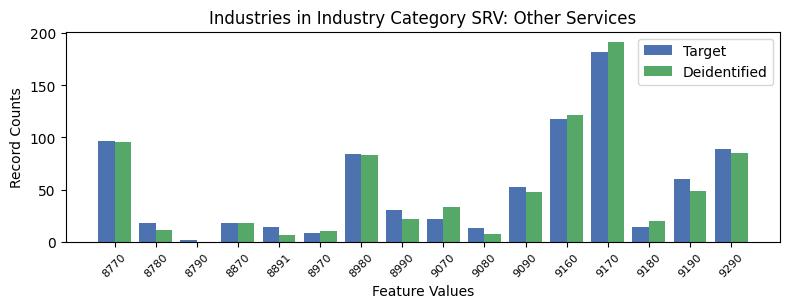 Industries in Industry Category SRV: Other Services
Target
Deidentified
Record Counts
200
150
100
50
0
8770 8780 8790 8870 8891 8970 8980 8990 9070 9080 9090 9160 9170 9180 9190 9290
Feature Values